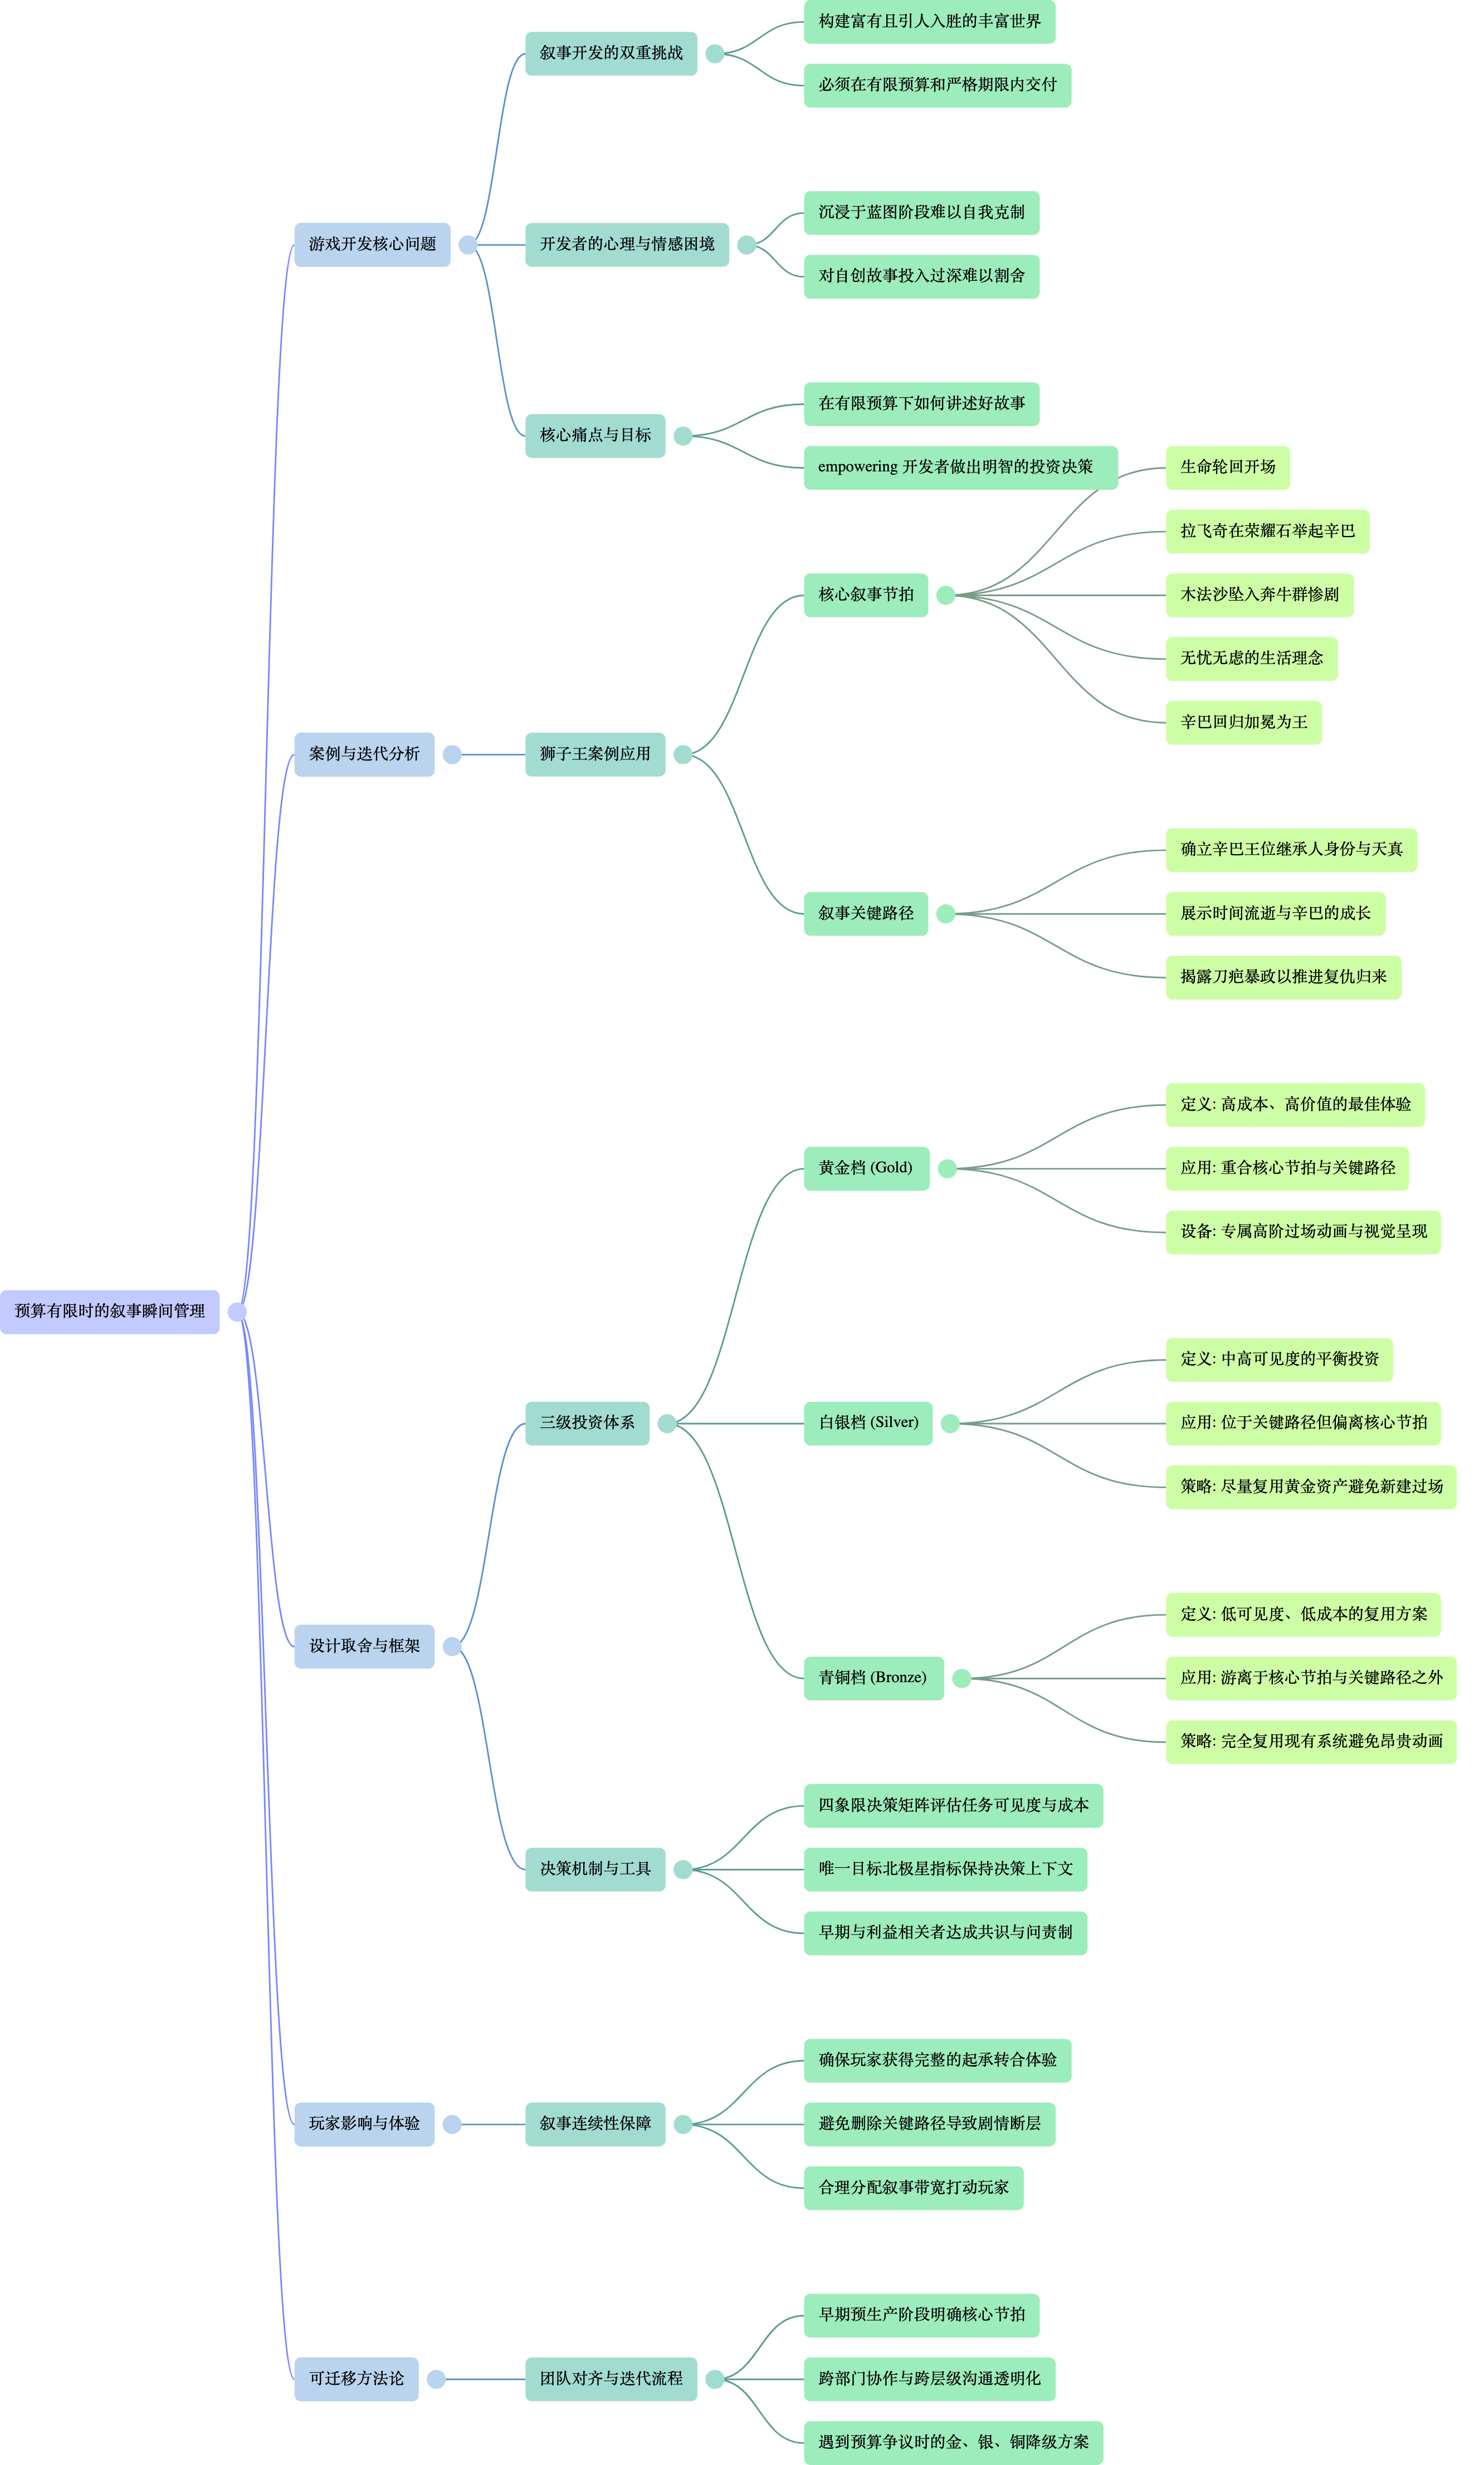 预算有限时的叙事瞬间管理
游戏开发核心问题
叙事开发的双重挑战
构建富有且引人入胜的丰富世界
必须在有限预算和严格期限内交付
开发者的心理与情感困境
沉浸于蓝图阶段难以自我克制
对自创故事投入过深难以割舍
核心痛点与目标
在有限预算下如何讲述好故事
empowering 开发者做出明智的投资决策
案例与迭代分析
狮子王案例应用
核心叙事节拍
生命轮回开场
拉飞奇在荣耀石举起辛巴
木法沙坠入奔牛群惨剧
无忧无虑的生活理念
辛巴回归加冕为王
叙事关键路径
确立辛巴王位继承人身份与天真
展示时间流逝与辛巴的成长
揭露刀疤暴政以推进复仇归来
设计取舍与框架
三级投资体系
黄金档 (Gold)
定义: 高成本、高价值的最佳体验
应用: 重合核心节拍与关键路径
设备: 专属高阶过场动画与视觉呈现
白银档 (Silver)
定义: 中高可见度的平衡投资
应用: 位于关键路径但偏离核心节拍
策略: 尽量复用黄金资产避免新建过场
青铜档 (Bronze)
定义: 低可见度、低成本的复用方案
应用: 游离于核心节拍与关键路径之外
策略: 完全复用现有系统避免昂贵动画
决策机制与工具
四象限决策矩阵评估任务可见度与成本
唯一目标北极星指标保持决策上下文
早期与利益相关者达成共识与问责制
玩家影响与体验
叙事连续性保障
确保玩家获得完整的起承转合体验
避免删除关键路径导致剧情断层
合理分配叙事带宽打动玩家
可迁移方法论
团队对齐与迭代流程
早期预生产阶段明确核心节拍
跨部门协作与跨层级沟通透明化
遇到预算争议时的金、银、铜降级方案